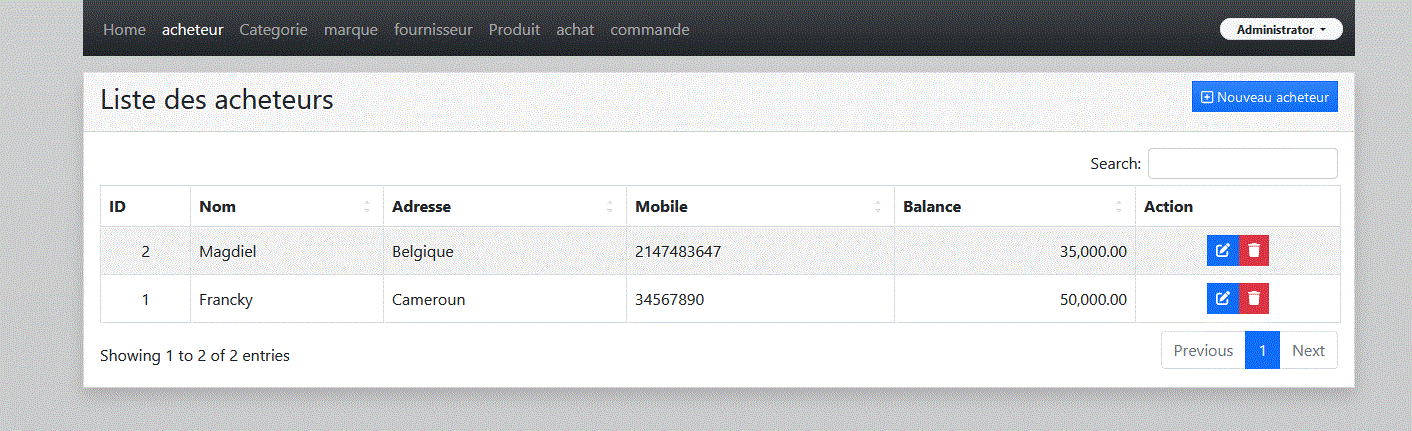 Home acheteur Categorie marque fournisseur Produit achat commande Administrator
Liste des acheteurs Nouveau acheteur
Search:
ID Nom Adresse Mobile Balance Action
2 Magdiel Belgique 2147483647 35,000.00
1 Francky Cameroun 34567890 50,000.00
Showing 1 to 2 of 2 entries Previous 1 Next